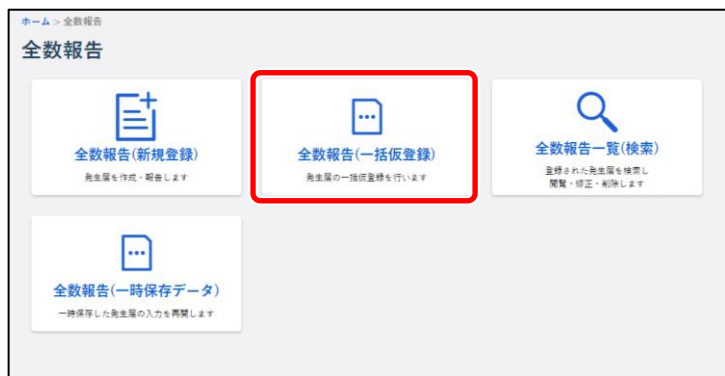 ホーム > 全数報告
全数報告
全数報告(新規登録)
発生届を作成・報告します
全数報告(一括仮登録)
発生届の一括仮登録を行います
全数報告一覧(検索)
登録された発生届を検索し
閲覧・修正・削除します
全数報告(一時保存データ)
一時保存した発生届の入力を再開します